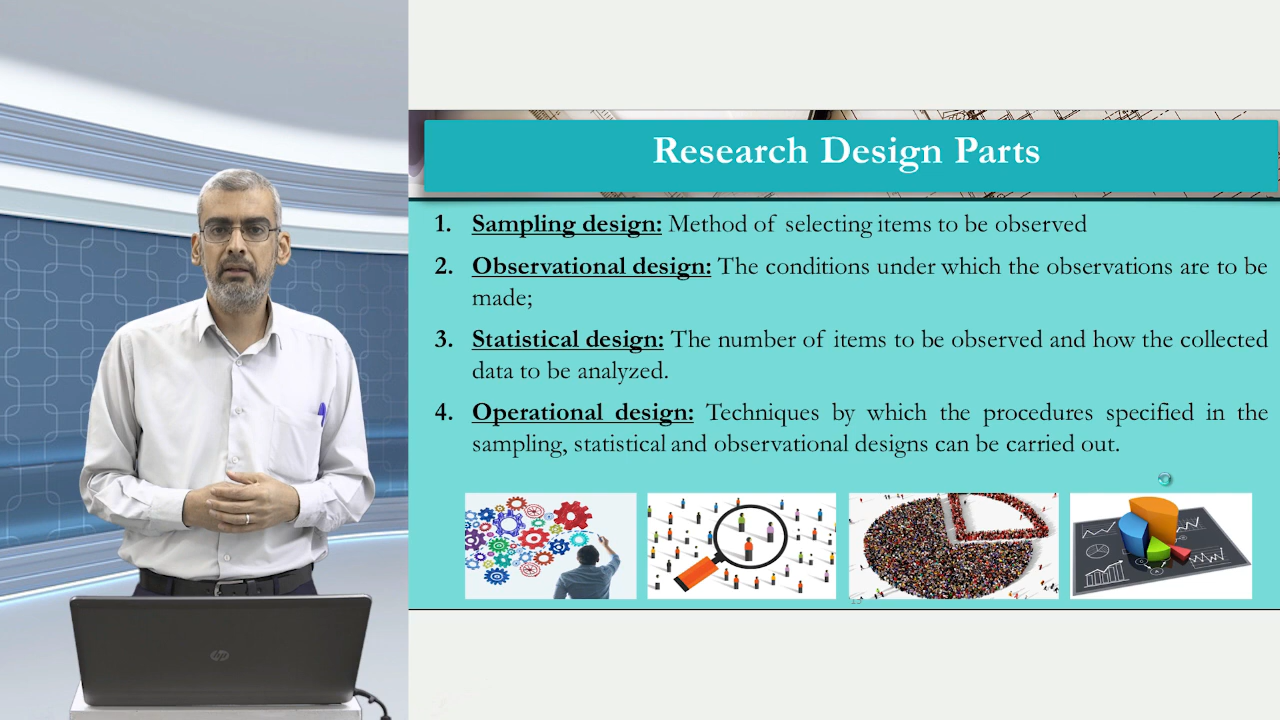 Research Design Parts
1. Sampling design: Method of selecting items to be observed
2. Observational design: The conditions under which the observations are to be
made;
3. Statistical design: The number of items to be observed and how the collected
data to be analyzed.
4. Operational design: Techniques by which the procedures specified in the
sampling, statistical and observational designs can be carried out.
hp